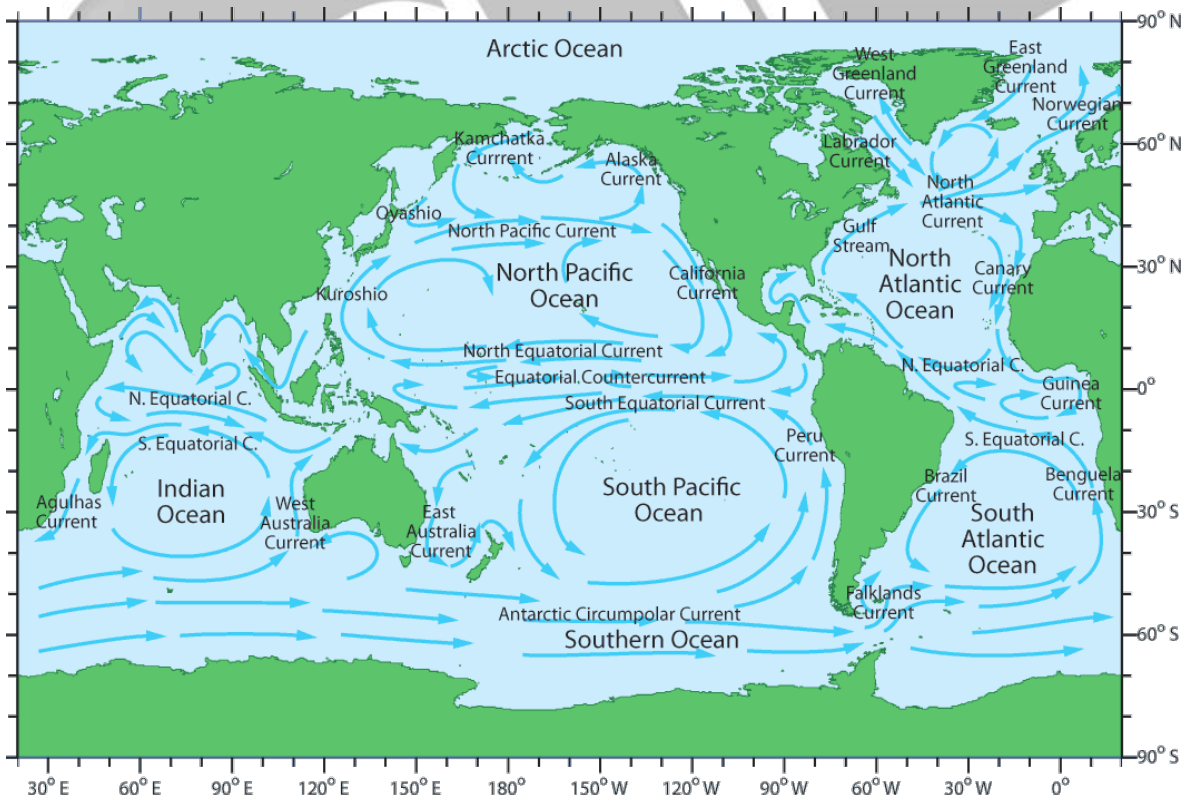 Arctic Ocean
West
Greenland
Current
East
Greenland
Current
Norwegian
Current
Kamchatka
Currrent
Alaska
Current
Labrador
Current
Oyashio
North Pacific Current
North
Atlantic
Current
Gulf
Stream
North Pacific
Ocean
California
Current
North
Atlantic
Ocean
Canary
Current
Kuroshio
North Equatorial Current
N. Equatorial C.
Equatorial.Countercurrent
Guinea
Current
N. Equatorial C.
South Equatorial Current
S. Equatorial C.
Peru
Current
S. Equatorial C.
Agulhas
Current
Indian
Ocean
West
Australia
Current
East
Australia
Current
South Pacific
Ocean
Brazil
Current
Benguela
Current
South
Atlantic
Ocean
Falklands
Current
Antarctic Circumpolar Current
Southern Ocean
90° N
60° N
30° N
0°
30° S
60° S
90° S
30° E
60° E
90° E
120° E
150° E
180°
150° W
120° W
90° W
60° W
30° W
0°